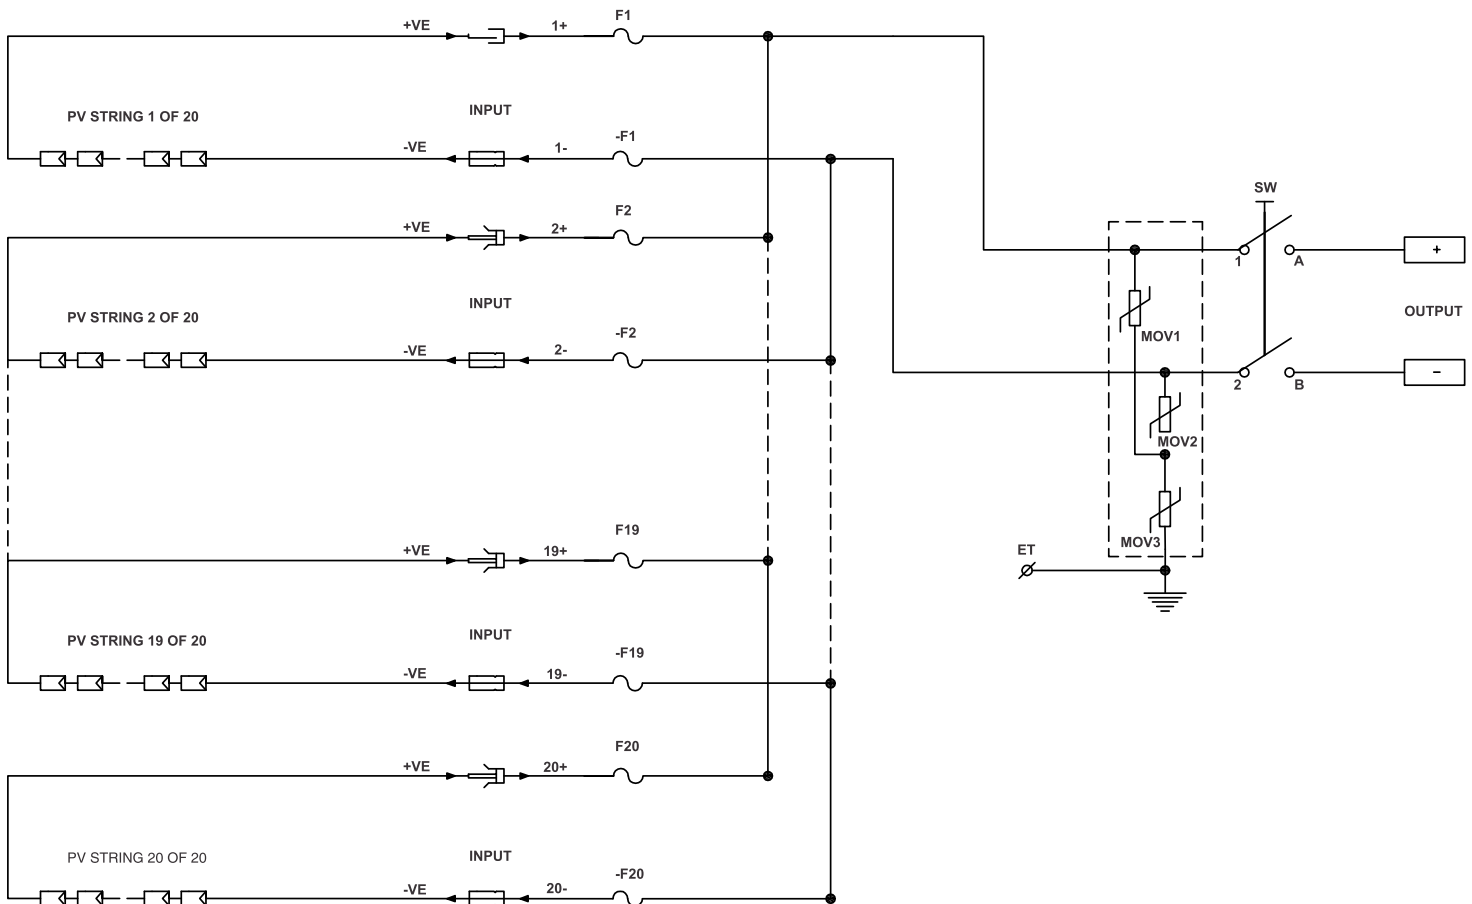 +VE 1+ F1
PV STRING 1 OF 20 INPUT
-VE 1- -F1
+VE 2+ F2
PV STRING 2 OF 20 INPUT
-VE 2- -F2
+VE 19+ F19
PV STRING 19 OF 20 INPUT
-VE 19- -F19
+VE 20+ F20
PV STRING 20 OF 20 INPUT
-VE 20- -F20
SW
1 A +
MOV1
OUTPUT
2 B −
MOV2
MOV3
ET